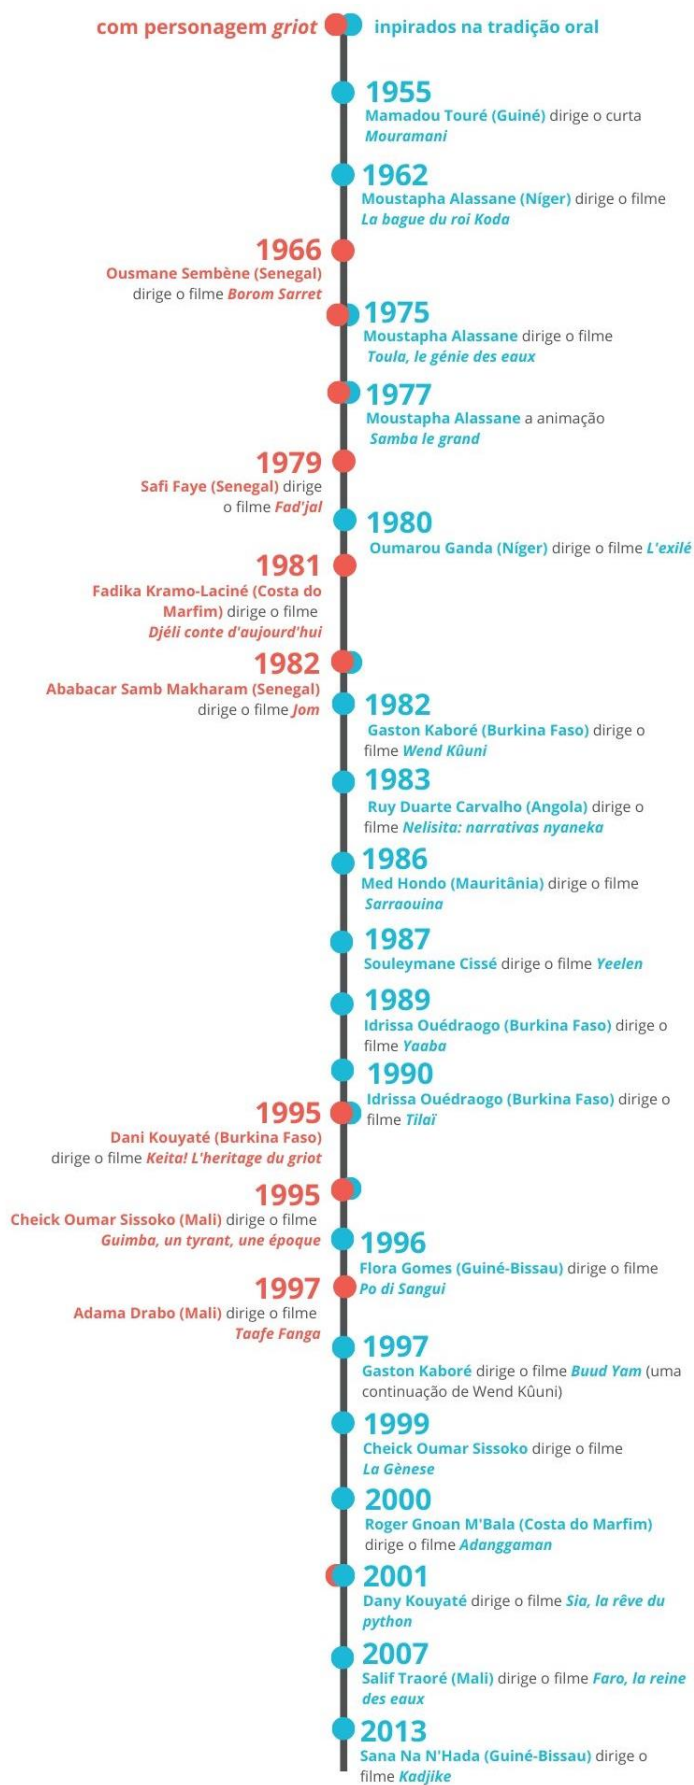 com personagem griot
inpirados na tradição oral
1955
Mamadou Touré (Guiné) dirige o curta
Mouramani
1962
Moustapha Alassane (Níger) dirige o filme
La bague du roi Koda
1966
Ousmane Sembène (Senegal)
dirige o filme Borom Sarret
1975
Moustapha Alassane dirige o filme
Toula, le génie des eaux
1977
Moustapha Alassane a animação
Samba le grand
1979
Safi Faye (Senegal) dirige
o filme Fad'jal
1980
Oumarou Ganda (Níger) dirige o filme L'exilé
1981
Fadika Kramo-Laciné (Costa do
Marfim) dirige o filme
Djéli conte d'aujourd'hui
1982
Ababacar Samb Makharam (Senegal)
dirige o filme Jom
1982
Gaston Kaboré (Burkina Faso) dirige o
filme Wend Kûuni
1983
Ruy Duarte Carvalho (Angola) dirige o
filme Nelisita: narrativas nyaneka
1986
Med Hondo (Mauritânia) dirige o filme
Sarraouina
1987
Souleymane Cissé dirige o filme Yeelen
1989
Idrissa Ouédraogo (Burkina Faso) dirige o
filme Yaaba
1990
Idrissa Ouédraogo (Burkina Faso) dirige o
filme Tilaï
1995
Dani Kouyaté (Burkina Faso)
dirige o filme Keita! L'heritage du griot
1995
Cheick Oumar Sissoko (Mali) dirige o filme
Guimba, un tyrant, une époque
1996
Flora Gomes (Guiné-Bissau) dirige o filme
Po di Sangui
1997
Adama Drabo (Mali) dirige o filme
Taafe Fanga
1997
Gaston Kaboré dirige o filme Buud Yam (uma
continuação de Wend Kûuni)
1999
Cheick Oumar Sissoko dirige o filme
La Gènese
2000
Roger Gnoan M'Bala (Costa do Marfim)
dirige o filme Adanggaman
2001
Dany Kouyaté dirige o filme Sia, la rêve du
python
2007
Salif Traoré (Mali) dirige o filme Faro, la reine
des eaux
2013
Sana Na N'Hada (Guiné-Bissau) dirige o
filme Kadjike